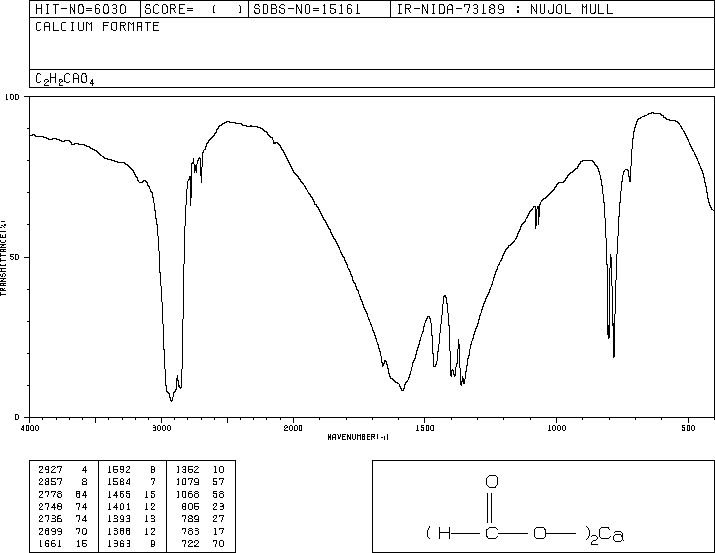 HIT-NO=6030 SCORE= ( ) SDBS-NO=15161 IR-NIDA-73189 : NUJOL MULL
CALCIUM FORMATE
C2H2CAO4
100
50
0
TRANSMITTANCE(%)
4000 3000 2000 1500 1000 500
WAVENUMBER(-1)
2927 4 1592 8 1352 10
2857 8 1584 7 1079 57
2778 64 1465 15 1068 58
2748 74 1401 12 805 23
2736 74 1393 13 789 27
2699 70 1388 12 783 17
1661 15 1363 9 722 70
O
(H C O )2Ca